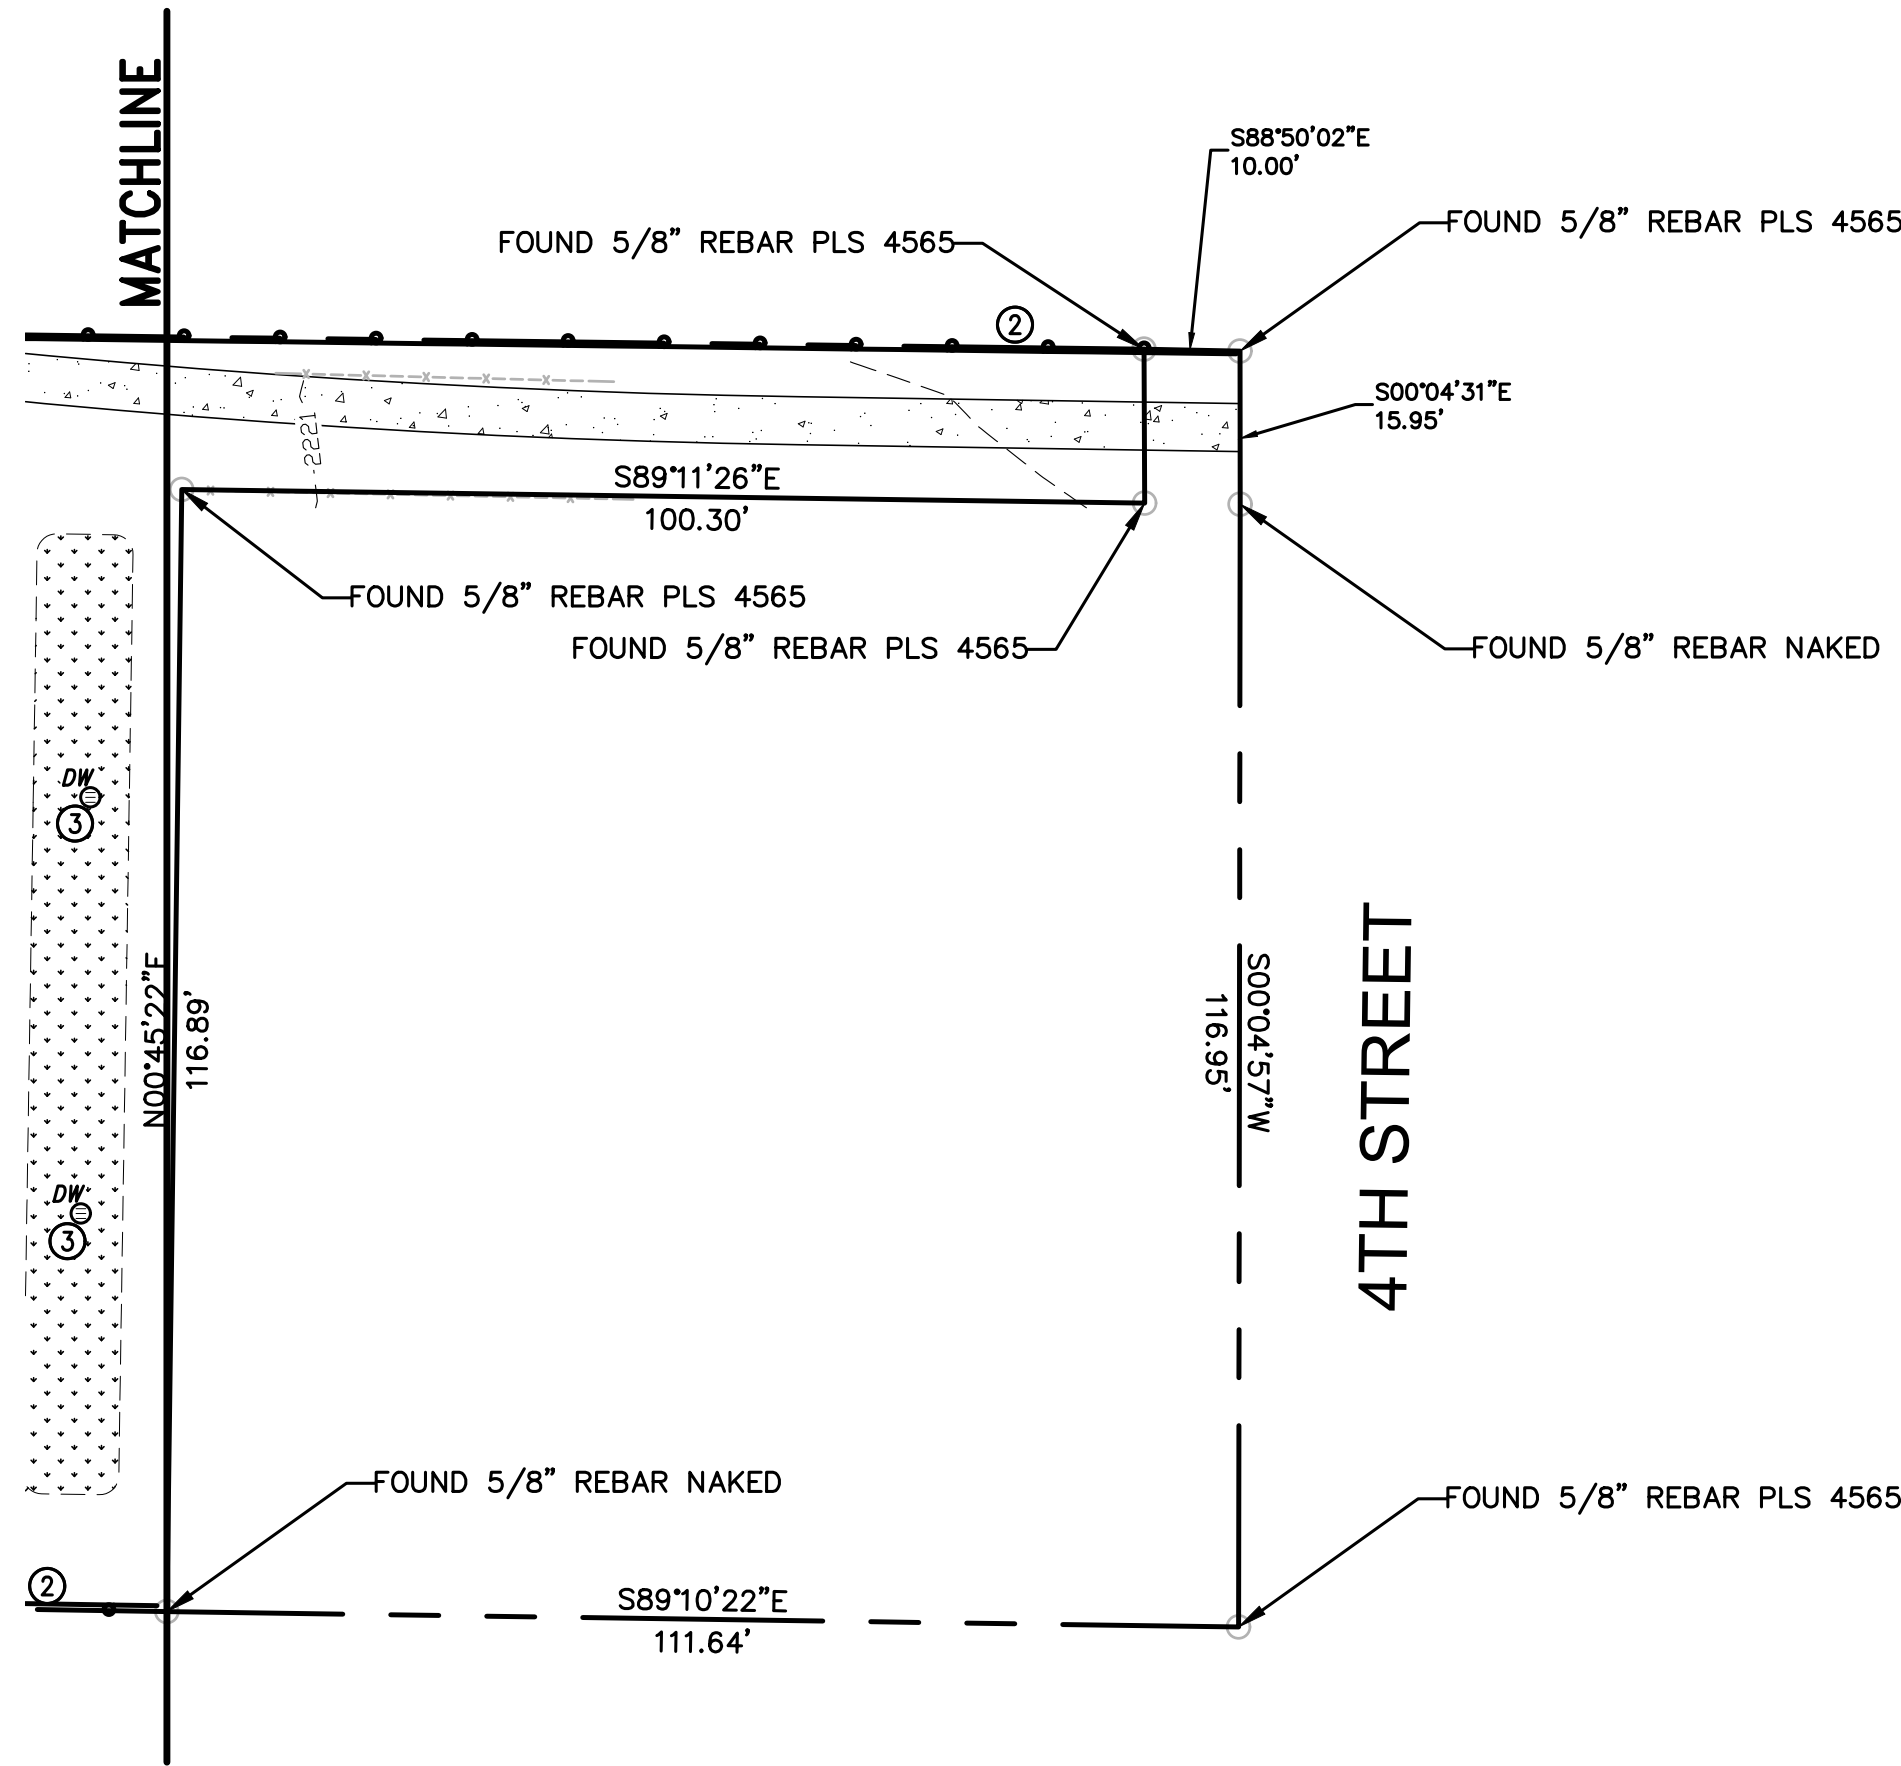 MATCHLINE
S88°50'02"E
10.00'
FOUND 5/8" REBAR PLS 4565
FOUND 5/8" REBAR PLS 4565
2
S00°04'31"E
15.95'
2221
S89°11'26"E
100.30'
FOUND 5/8" REBAR PLS 4565
FOUND 5/8" REBAR PLS 4565
FOUND 5/8" REBAR NAKED
DW
3
N00°45'22"E
116.89'
S00°04'57"W
116.95'
4TH STREET
DW
3
FOUND 5/8" REBAR NAKED
FOUND 5/8" REBAR PLS 4565
2
S89°10'22"E
111.64'